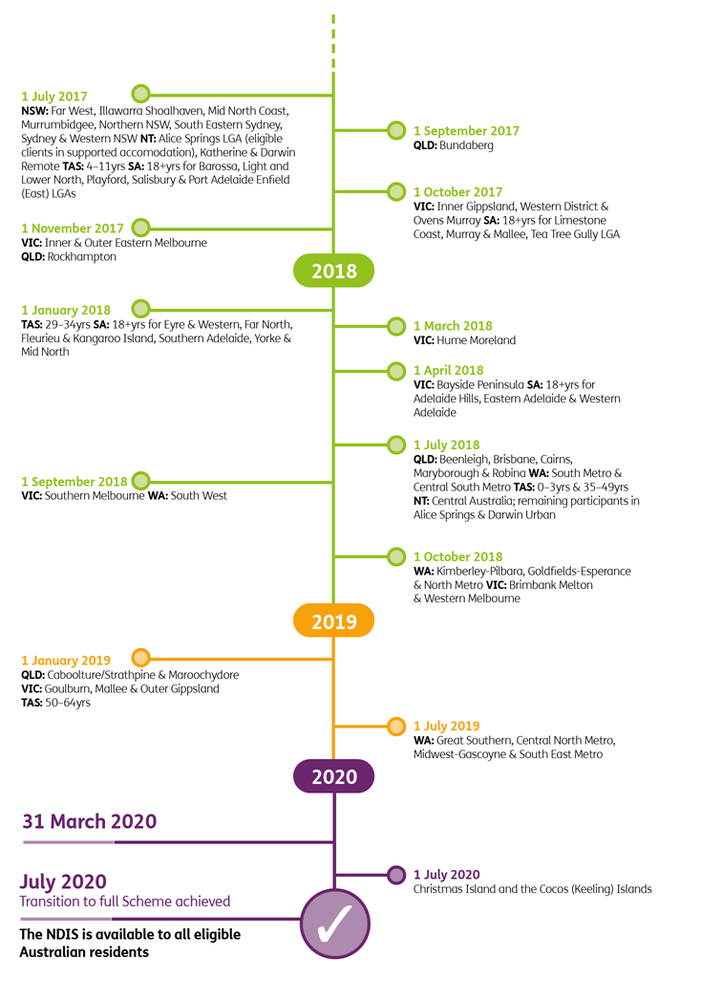 1 July 2017
NSW: Far West, Illawarra Shoalhaven, Mid North Coast,
Murrumbidgee, Northern NSW, South Eastern Sydney,
Sydney & Western NSW NT: Alice Springs LGA (eligible
clients in supported accomodation), Katherine & Darwin
Remote TAS: 4–11yrs SA: 18+yrs for Barossa, Light and
Lower North, Playford, Salisbury & Port Adelaide Enfield
(East) LGAs
1 September 2017
QLD: Bundaberg
1 October 2017
VIC: Inner Gippsland, Western District &
Ovens Murray SA: 18+yrs for Limestone
Coast, Murray & Mallee, Tea Tree Gully LGA
1 November 2017
VIC: Inner & Outer Eastern Melbourne
QLD: Rockhampton
2018
1 January 2018
TAS: 29–34yrs SA: 18+yrs for Eyre & Western, Far North,
Fleurieu & Kangaroo Island, Southern Adelaide, Yorke &
Mid North
1 March 2018
VIC: Hume Moreland
1 April 2018
VIC: Bayside Peninsula SA: 18+yrs for
Adelaide Hills, Eastern Adelaide & Western
Adelaide
1 July 2018
QLD: Beenleigh, Brisbane, Cairns,
Maryborough & Robina WA: South Metro &
Central South Metro TAS: 0–3yrs & 35–49yrs
NT: Central Australia; remaining participants in
Alice Springs & Darwin Urban
1 September 2018
VIC: Southern Melbourne WA: South West
1 October 2018
WA: Kimberley-Pilbara, Goldfields-Esperance
& North Metro VIC: Brimbank Melton
& Western Melbourne
2019
1 January 2019
QLD: Caboolture/Strathpine & Maroochydore
VIC: Goulburn, Mallee & Outer Gippsland
TAS: 50–64yrs
1 July 2019
WA: Great Southern, Central North Metro,
Midwest-Gascoyne & South East Metro
2020
31 March 2020
1 July 2020
Christmas Island and the Cocos (Keeling) Islands
July 2020
Transition to full Scheme achieved
The NDIS is available to all eligible
Australian residents